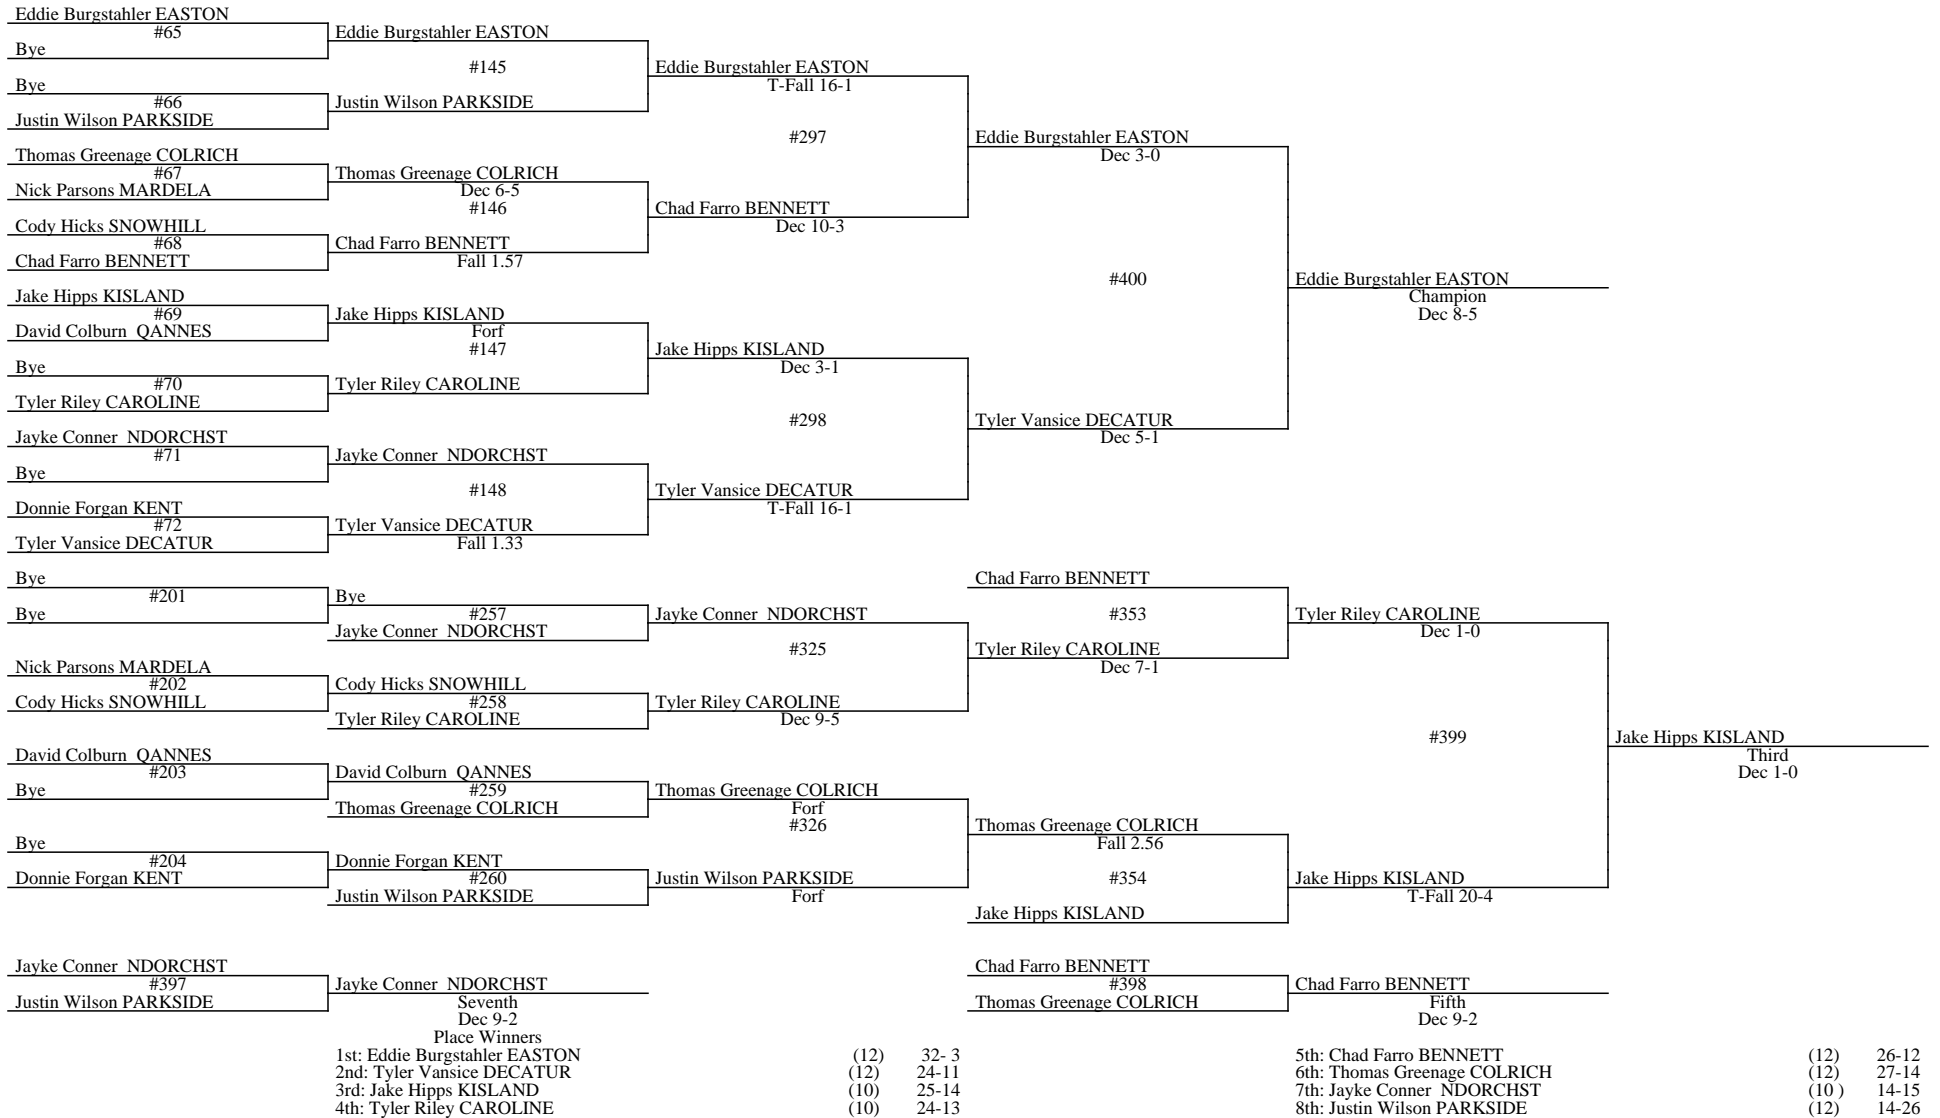 Eddie Burgstahler EASTON
#65
Bye
Eddie Burgstahler EASTON
#145
Bye
#66
Justin Wilson PARKSIDE
Justin Wilson PARKSIDE
Eddie Burgstahler EASTON
T-Fall 16-1
#297
Thomas Greenage COLRICH
#67
Nick Parsons MARDELA
Thomas Greenage COLRICH
Dec 6-5
#146
Cody Hicks SNOWHILL
#68
Chad Farro BENNETT
Chad Farro BENNETT
Fall 1.57
Chad Farro BENNETT
Dec 10-3
Eddie Burgstahler EASTON
Dec 3-0
#400
Jake Hipps KISLAND
#69
David Colburn  QANNES
Jake Hipps KISLAND
Forf
#147
Bye
#70
Tyler Riley CAROLINE
Tyler Riley CAROLINE
Jake Hipps KISLAND
Dec 3-1
#298
Jayke Conner  NDORCHST
#71
Bye
Jayke Conner  NDORCHST
#148
Donnie Forgan KENT
#72
Tyler Vansice DECATUR
Tyler Vansice DECATUR
Fall 1.33
Tyler Vansice DECATUR
T-Fall 16-1
Tyler Vansice DECATUR
Dec 5-1
Eddie Burgstahler EASTON
Champion
Dec 8-5
Bye
#201
Bye
Bye
#257
Jayke Conner  NDORCHST
Jayke Conner  NDORCHST
#325
Nick Parsons MARDELA
#202
Cody Hicks SNOWHILL
Cody Hicks SNOWHILL
#258
Tyler Riley CAROLINE
Tyler Riley CAROLINE
Dec 9-5
Chad Farro BENNETT
#353
Tyler Riley CAROLINE
Dec 7-1
Tyler Riley CAROLINE
Dec 1-0
#399
David Colburn  QANNES
#203
Bye
David Colburn  QANNES
#259
Thomas Greenage COLRICH
Thomas Greenage COLRICH
Forf
#326
Bye
#204
Donnie Forgan KENT
Donnie Forgan KENT
#260
Justin Wilson PARKSIDE
Justin Wilson PARKSIDE
Forf
Thomas Greenage COLRICH
Fall 2.56
#354
Jake Hipps KISLAND
Jake Hipps KISLAND
T-Fall 20-4
Jake Hipps KISLAND
Third
Dec 1-0
Jayke Conner  NDORCHST
#397
Justin Wilson PARKSIDE
Jayke Conner  NDORCHST
Seventh
Dec 9-2
Chad Farro BENNETT
#398
Thomas Greenage COLRICH
Chad Farro BENNETT
Fifth
Dec 9-2
Place Winners
1st: Eddie Burgstahler EASTON (12) 32- 3
2nd: Tyler Vansice DECATUR (12) 24-11
3rd: Jake Hipps KISLAND (10) 25-14
4th: Tyler Riley CAROLINE (10) 24-13
5th: Chad Farro BENNETT (12) 26-12
6th: Thomas Greenage COLRICH (12) 27-14
7th: Jayke Conner  NDORCHST (10 ) 14-15
8th: Justin Wilson PARKSIDE (12) 14-26